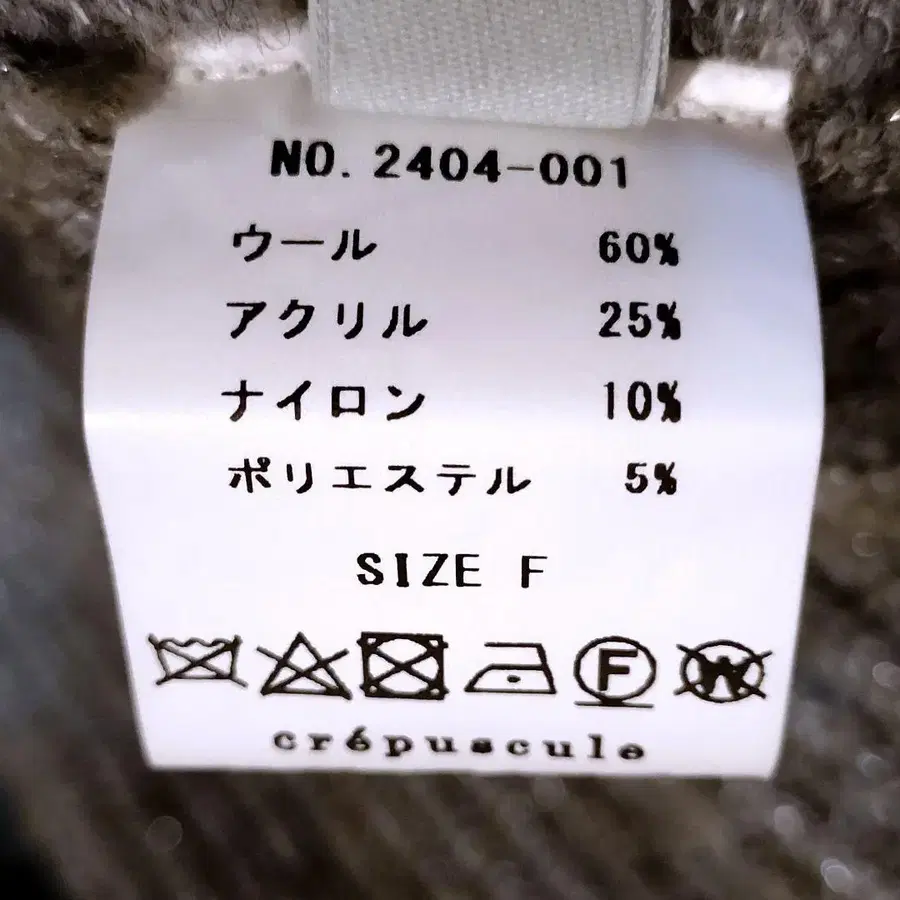 NO. 2404-001
ウール 60%
アクリル 25%
ナイロン 10%
ポリエステル 5%
SIZE F
F W
crépuscule